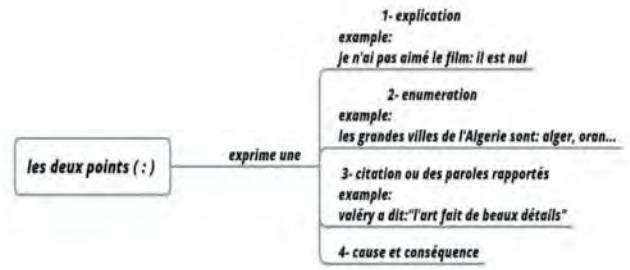 les deux points ( : )
exprime une
1- explication
example:
je n'ai pas aimé le film: il est nul
2- enumeration
example:
les grandes villes de l'Algerie sont: alger, oran...
3- citation ou des paroles rapportés
example:
valéry a dit:"l'art fait de beaux détails"
4- cause et conséquence